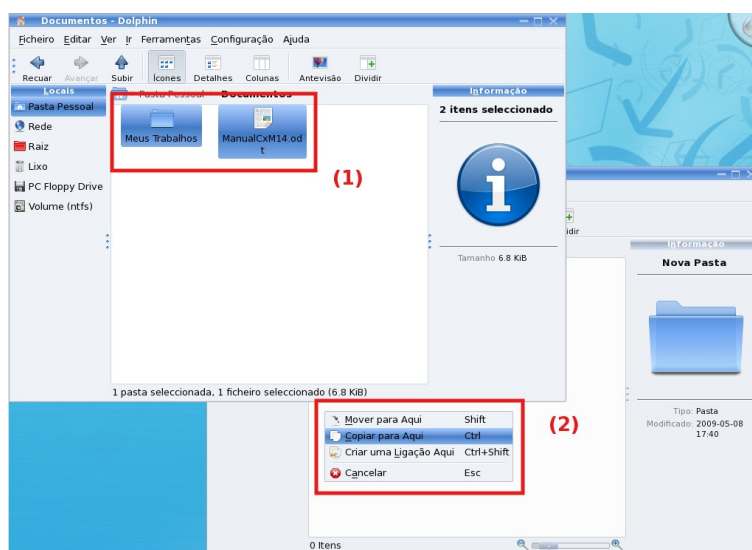 Documentos - Dolphin
Ficheiro Editar Ver Ir Ferramentas Configuração Ajuda
Recuar Avançar Subir Ícones Detalhes Colunas Antevisão Dividir
Locais
Pasta Pessoal
Rede
Raiz
Lixo
PC Floppy Drive
Volume (ntfs)
Pasta Pessoal Documentos
Meus Trabalhos
ManualCxM14.od
t
(1)
Informação
2 itens seleccionado
Tamanho 6.8 KiB
1 pasta seleccionada, 1 ficheiro seleccionado (6.8 KiB)
idir
Informação
Nova Pasta
Tipo: Pasta
Modificado: 2009-05-08
17:40
Mover para Aqui Shift
Copiar para Aqui Ctrl
Criar uma Ligação Aqui Ctrl+Shift
Cancelar Esc
(2)
0 Itens